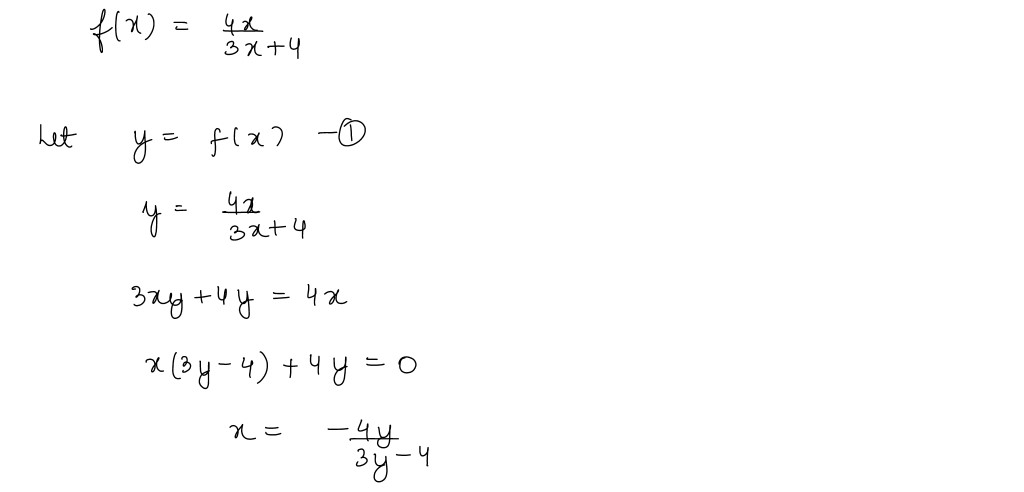 f(x) = 4x/3x+4
Let y = f(x) - ①
y = 4x/3x+4
3xy + 4y = 4x
x(3y-4) + 4y = 0
x = -4y/3y-4